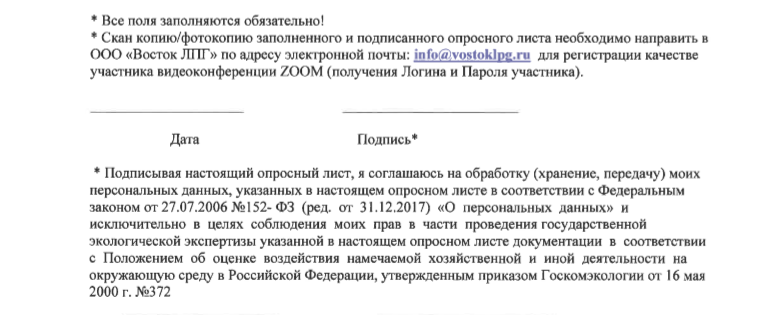 * Все поля заполняются обязательно!
* Скан копию/фотокопию заполненного и подписанного опросного листа необходимо направить в
ООО «Восток ЛПГ» по адресу электронной почты: info@vostoklpg.ru для регистрации качестве
участника видеоконференции ZOOM (получения Логина и Пароля участника).
Дата Подпись*
* Подписывая настоящий опросный лист, я соглашаюсь на обработку (хранение, передачу) моих
персональных данных, указанных в настоящем опросном листе в соответствии с Федеральным
законом от 27.07.2006 №152- ФЗ (ред. от 31.12.2017) «О персональных данных» и
исключительно в целях соблюдения моих прав в части проведения государственной
экологической экспертизы указанной в настоящем опросном листе документации в соответствии
с Положением об оценке воздействия намечаемой хозяйственной и иной деятельности на
окружающую среду в Российской Федерации, утвержденным приказом Госкомэкологии от 16 мая
2000 г. №372